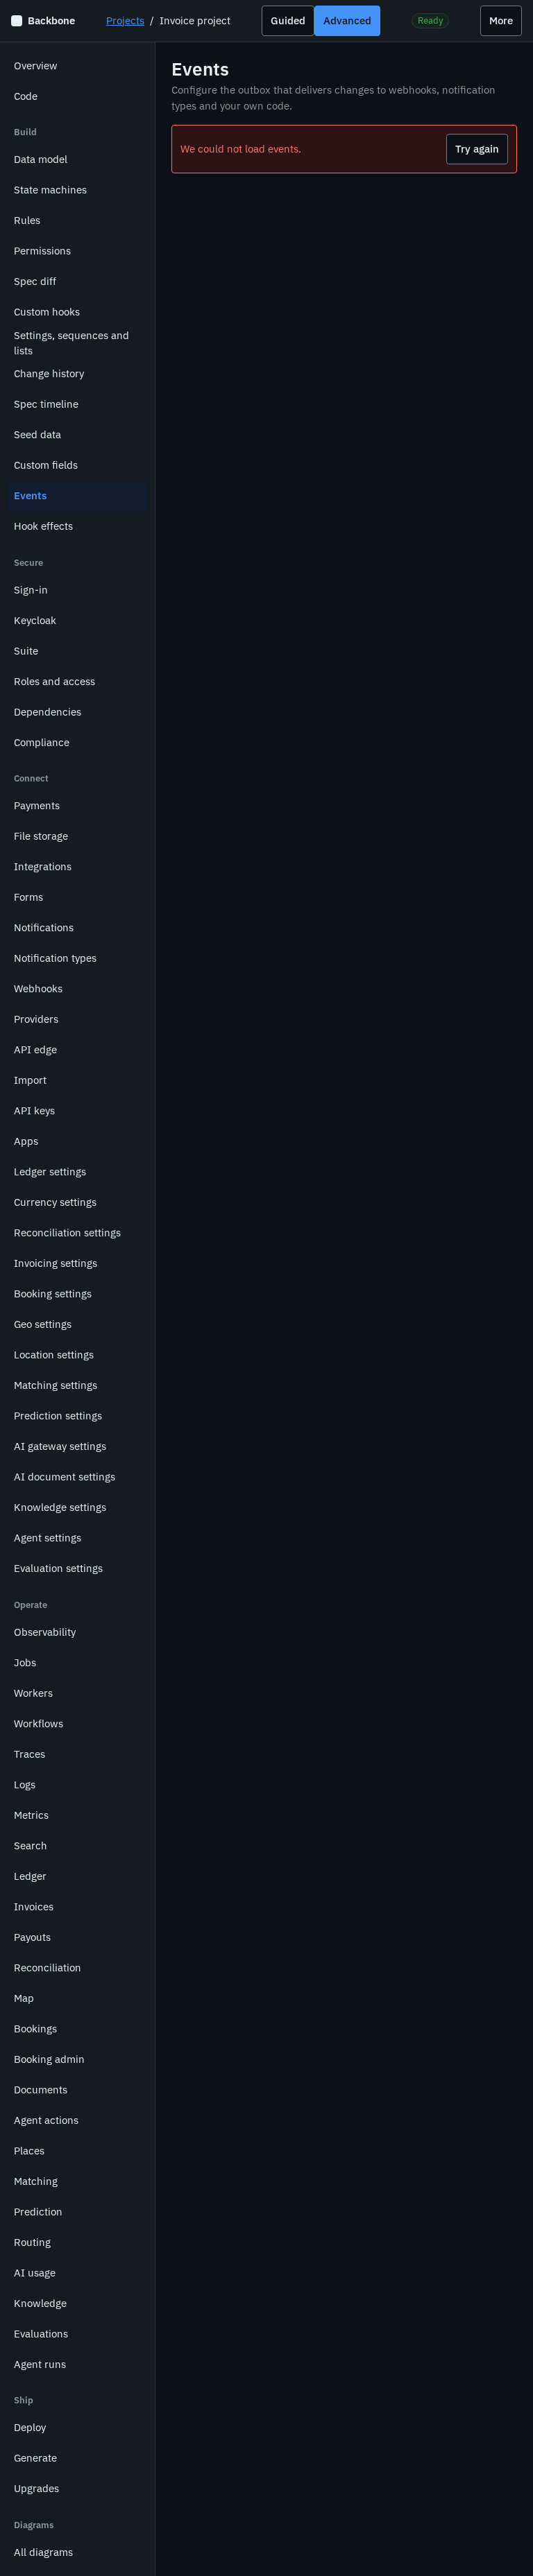 Backbone
Projects / Invoice project
Guided
Advanced
Ready
More
Overview
Code
Build
Data model
State machines
Rules
Permissions
Spec diff
Custom hooks
Settings, sequences and
lists
Change history
Spec timeline
Seed data
Custom fields
Events
Hook effects
Secure
Sign-in
Keycloak
Suite
Roles and access
Dependencies
Compliance
Connect
Payments
File storage
Integrations
Forms
Notifications
Notification types
Webhooks
Providers
API edge
Import
API keys
Apps
Ledger settings
Currency settings
Reconciliation settings
Invoicing settings
Booking settings
Geo settings
Location settings
Matching settings
Prediction settings
AI gateway settings
AI document settings
Knowledge settings
Agent settings
Evaluation settings
Operate
Observability
Jobs
Workers
Workflows
Traces
Logs
Metrics
Search
Ledger
Invoices
Payouts
Reconciliation
Map
Bookings
Booking admin
Documents
Agent actions
Places
Matching
Prediction
Routing
AI usage
Knowledge
Evaluations
Agent runs
Ship
Deploy
Generate
Upgrades
Diagrams
All diagrams
Events
Configure the outbox that delivers changes to webhooks, notification
types and your own code.
We could not load events.
Try again